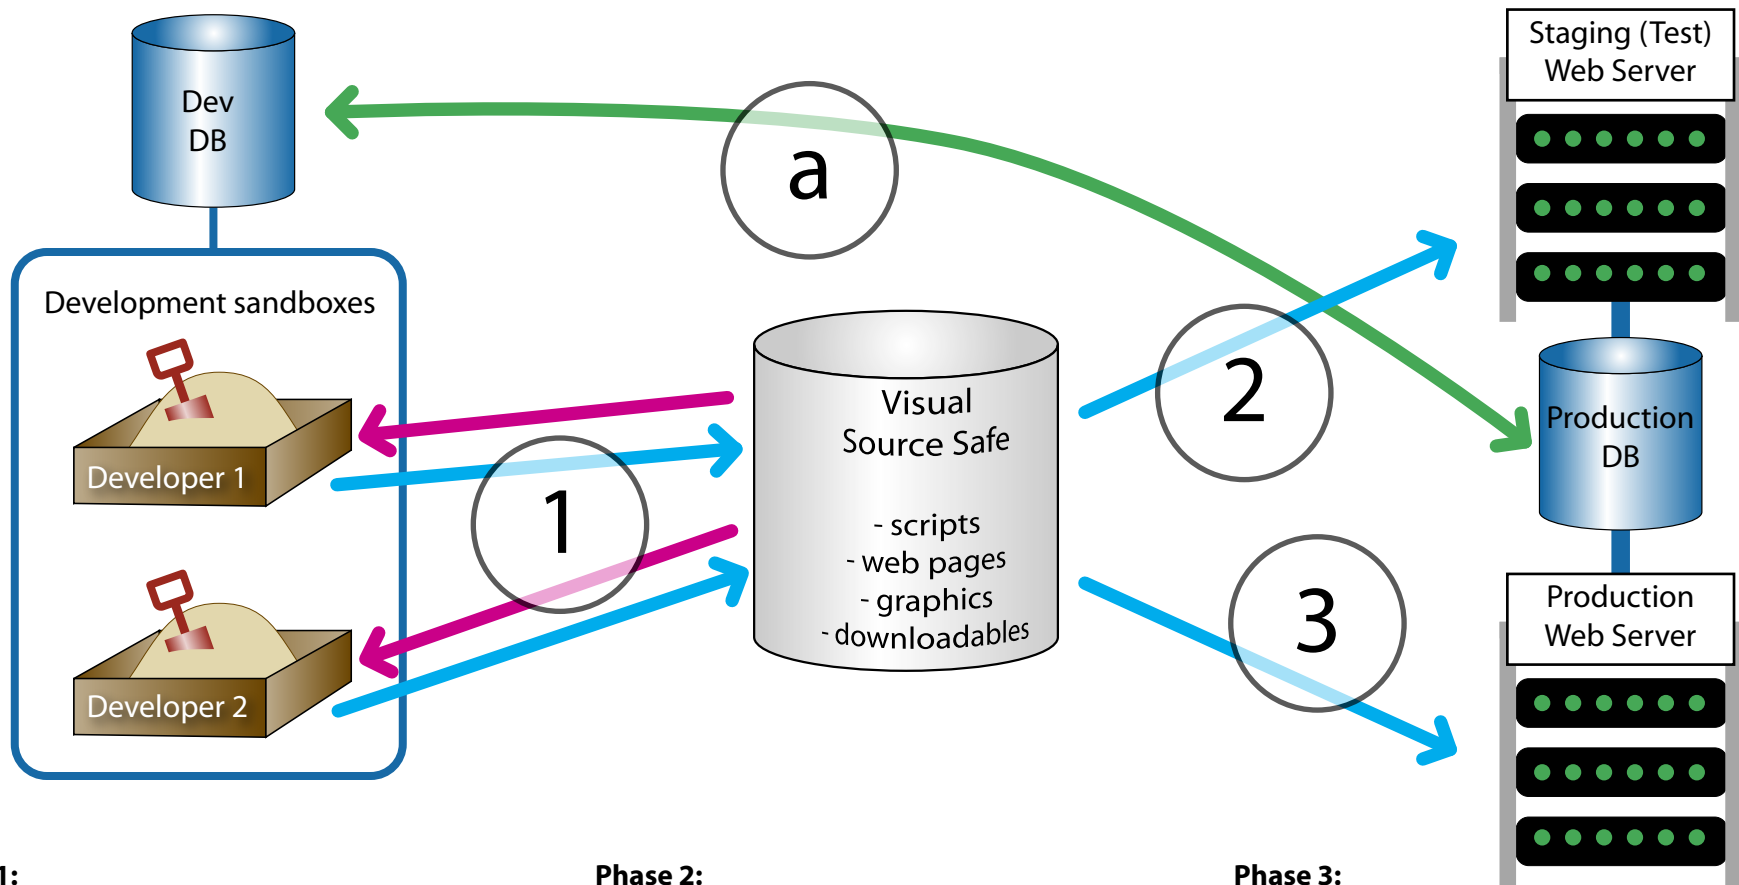 Dev
DB
Development sandboxes
Developer 1
Developer 2
a
1
Visual
Source Safe
- scripts
- web pages
- graphics
- downloadables
2
3
Staging (Test)
Web Server
Production
DB
Production
Web Server
1:
Phase 2:
Phase 3: